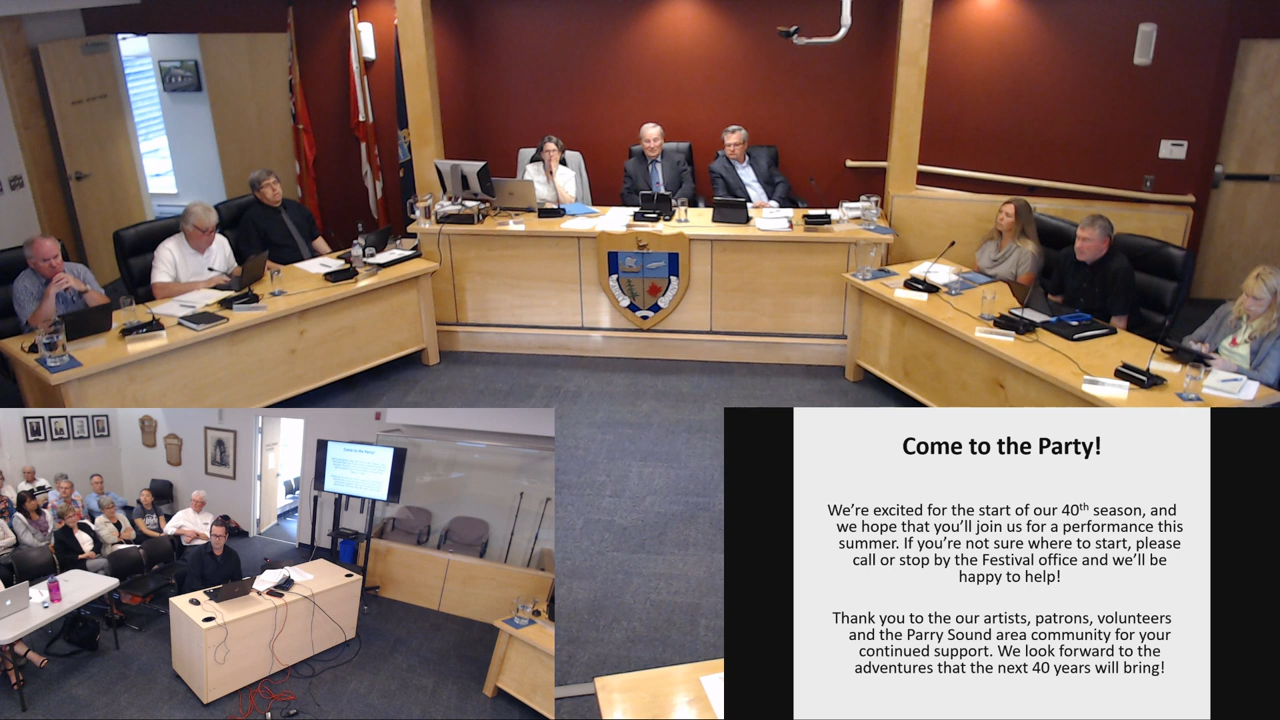 Come to the Party!
We're excited for the start of our 40th season, and
we hope that you'll join us for a performance this
summer. If you're not sure where to start, please
call or stop by the Festival office and we'll be
happy to help!
Thank you to the our artists, patrons, volunteers
and the Parry Sound area community for your
continued support. We look forward to the
adventures that the next 40 years will bring!
Come to the Party!